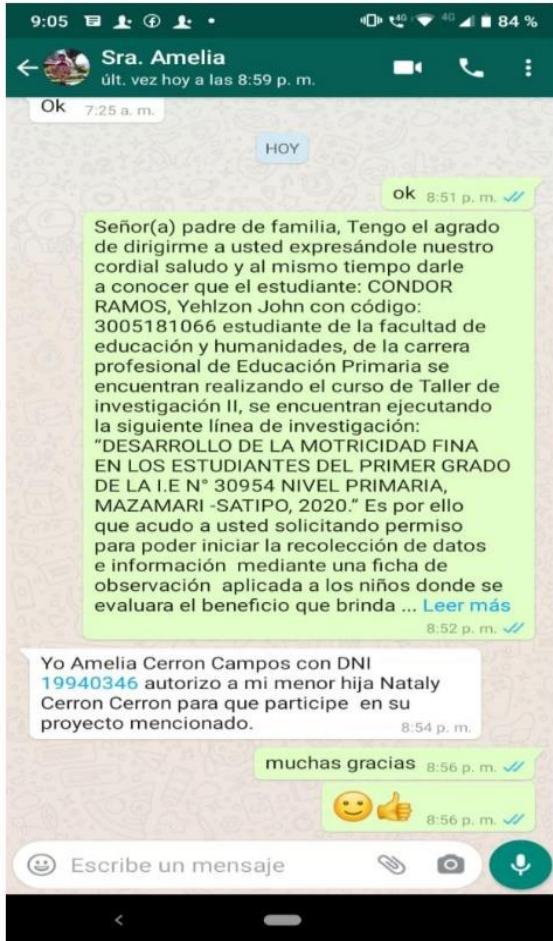 9:05 4G 4G 84 %
Sra. Amelia
últ. vez hoy a las 8:59 p. m.
Ok 7:25 a. m.
HOY
ok 8:51 p. m.
Señor(a) padre de familia, Tengo el agrado
de dirigirme a usted expresándole nuestro
cordial saludo y al mismo tiempo darle
a conocer que el estudiante: CONDOR
RAMOS, Yehlzon John con código:
3005181066 estudiante de la facultad de
educación y humanidades, de la carrera
profesional de Educación Primaria se
encuentran realizando el curso de Taller de
investigación II, se encuentran ejecutando
la siguiente línea de investigación:
“DESARROLLO DE LA MOTRICIDAD FINA
EN LOS ESTUDIANTES DEL PRIMER GRADO
DE LA I.E N° 30954 NIVEL PRIMARIA,
MAZAMARI -SATIPO, 2020.” Es por ello
que acudo a usted solicitando permiso
para poder iniciar la recolección de datos
e información mediante una ficha de
observación aplicada a los niños donde se
evaluara el beneficio que brinda ... Leer más
8:52 p. m.
Yo Amelia Cerron Campos con DNI
19940346 autorizo a mi menor hija Nataly
Cerron Cerron para que participe en su
proyecto mencionado. 8:54 p. m.
muchas gracias 8:56 p. m.
8:56 p. m.
Escribe un mensaje